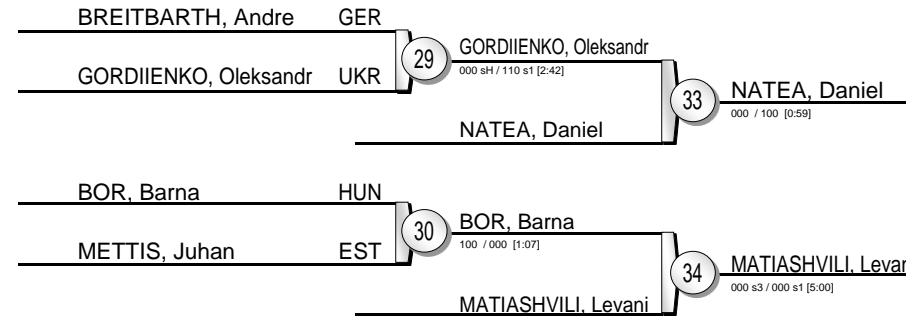 BREITBARTH, Andre GER
GORDIIENKO, Oleksandr UKR
29
GORDIIENKO, Oleksandr
000 sH / 110 s1 [2:42]
NATEA, Daniel
33
NATEA, Daniel
000 / 100 [0:59]
BOR, Barna HUN
METTIS, Juhan EST
30
BOR, Barna
100 / 000 [1:07]
MATIASHVILI, Levani
34
MATIASHVILI, Levan
000 s3 / 000 s1 [5:00]